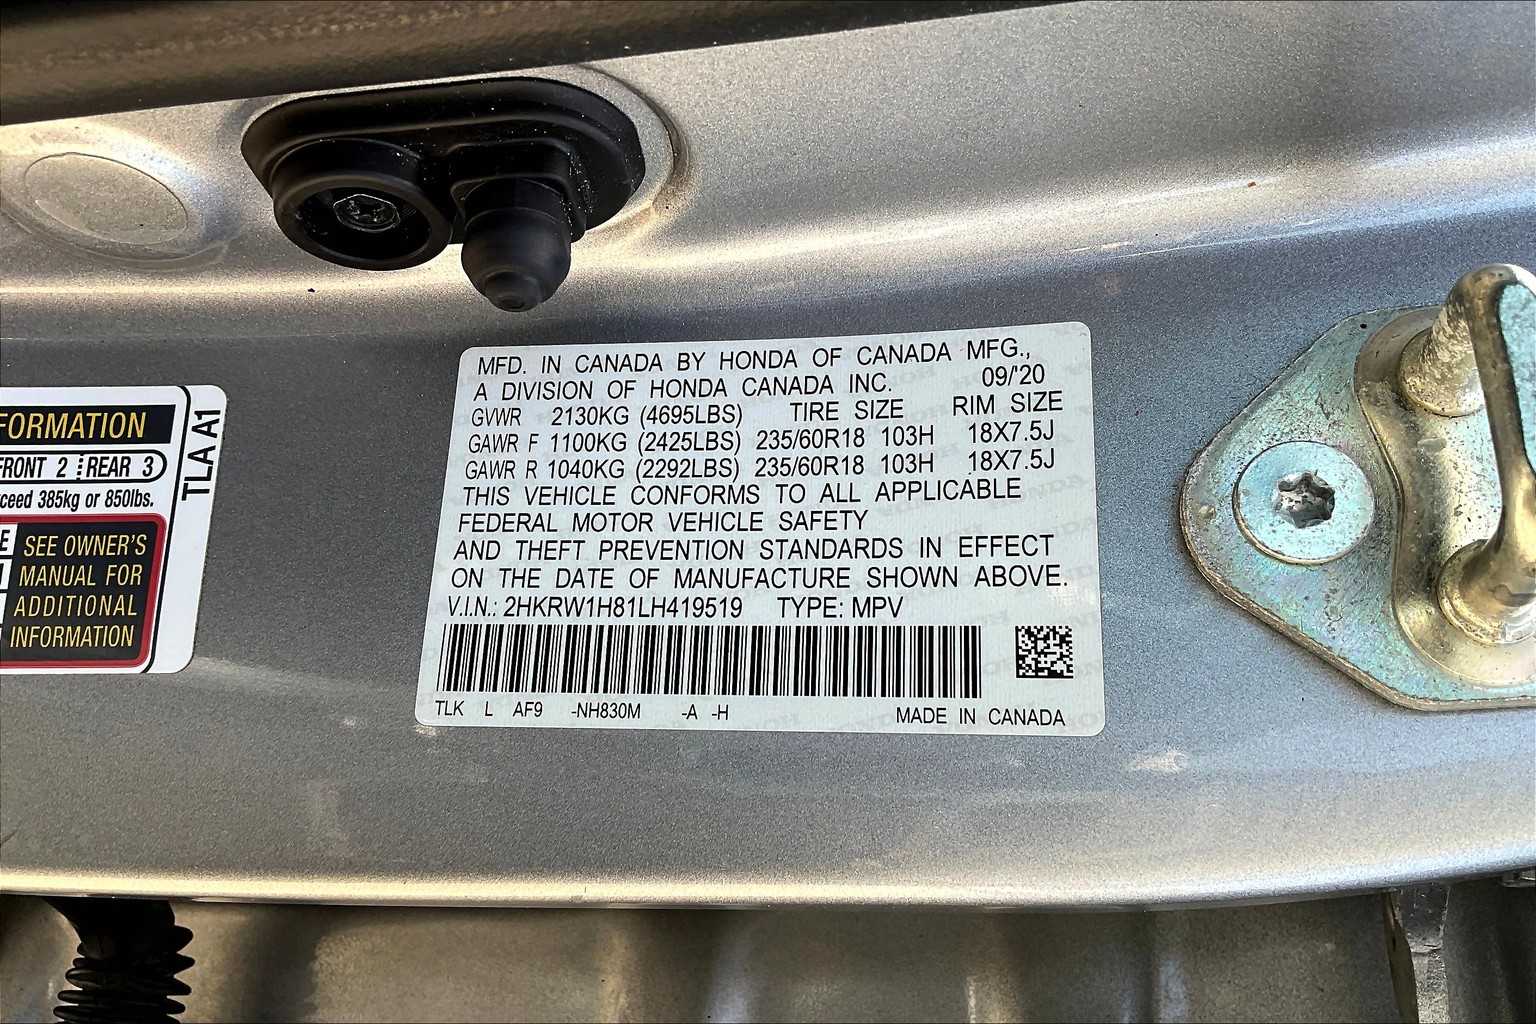 FORMATION
FRONT 2 REAR 3
ceed 385kg or 850lbs.
SEE OWNER'S
MANUAL FOR
ADDITIONAL
INFORMATION
TLA A1
MFD. IN CANADA BY HONDA OF CANADA MFG.,
A DIVISION OF HONDA CANADA INC. 09/'20
GVWR 2130KG (4695LBS) TIRE SIZE RIM SIZE
GAWR F 1100KG (2425LBS) 235/60R18 103H 18X7.5J
GAWR R 1040KG (2292LBS) 235/60R18 103H 18X7.5J
THIS VEHICLE CONFORMS TO ALL APPLICABLE
FEDERAL MOTOR VEHICLE SAFETY
AND THEFT PREVENTION STANDARDS IN EFFECT
ON THE DATE OF MANUFACTURE SHOWN ABOVE.
V.I.N.: 2HKRW1H81LH419519 TYPE: MPV
TLK L AF9 -NH830M -A -H MADE IN CANADA